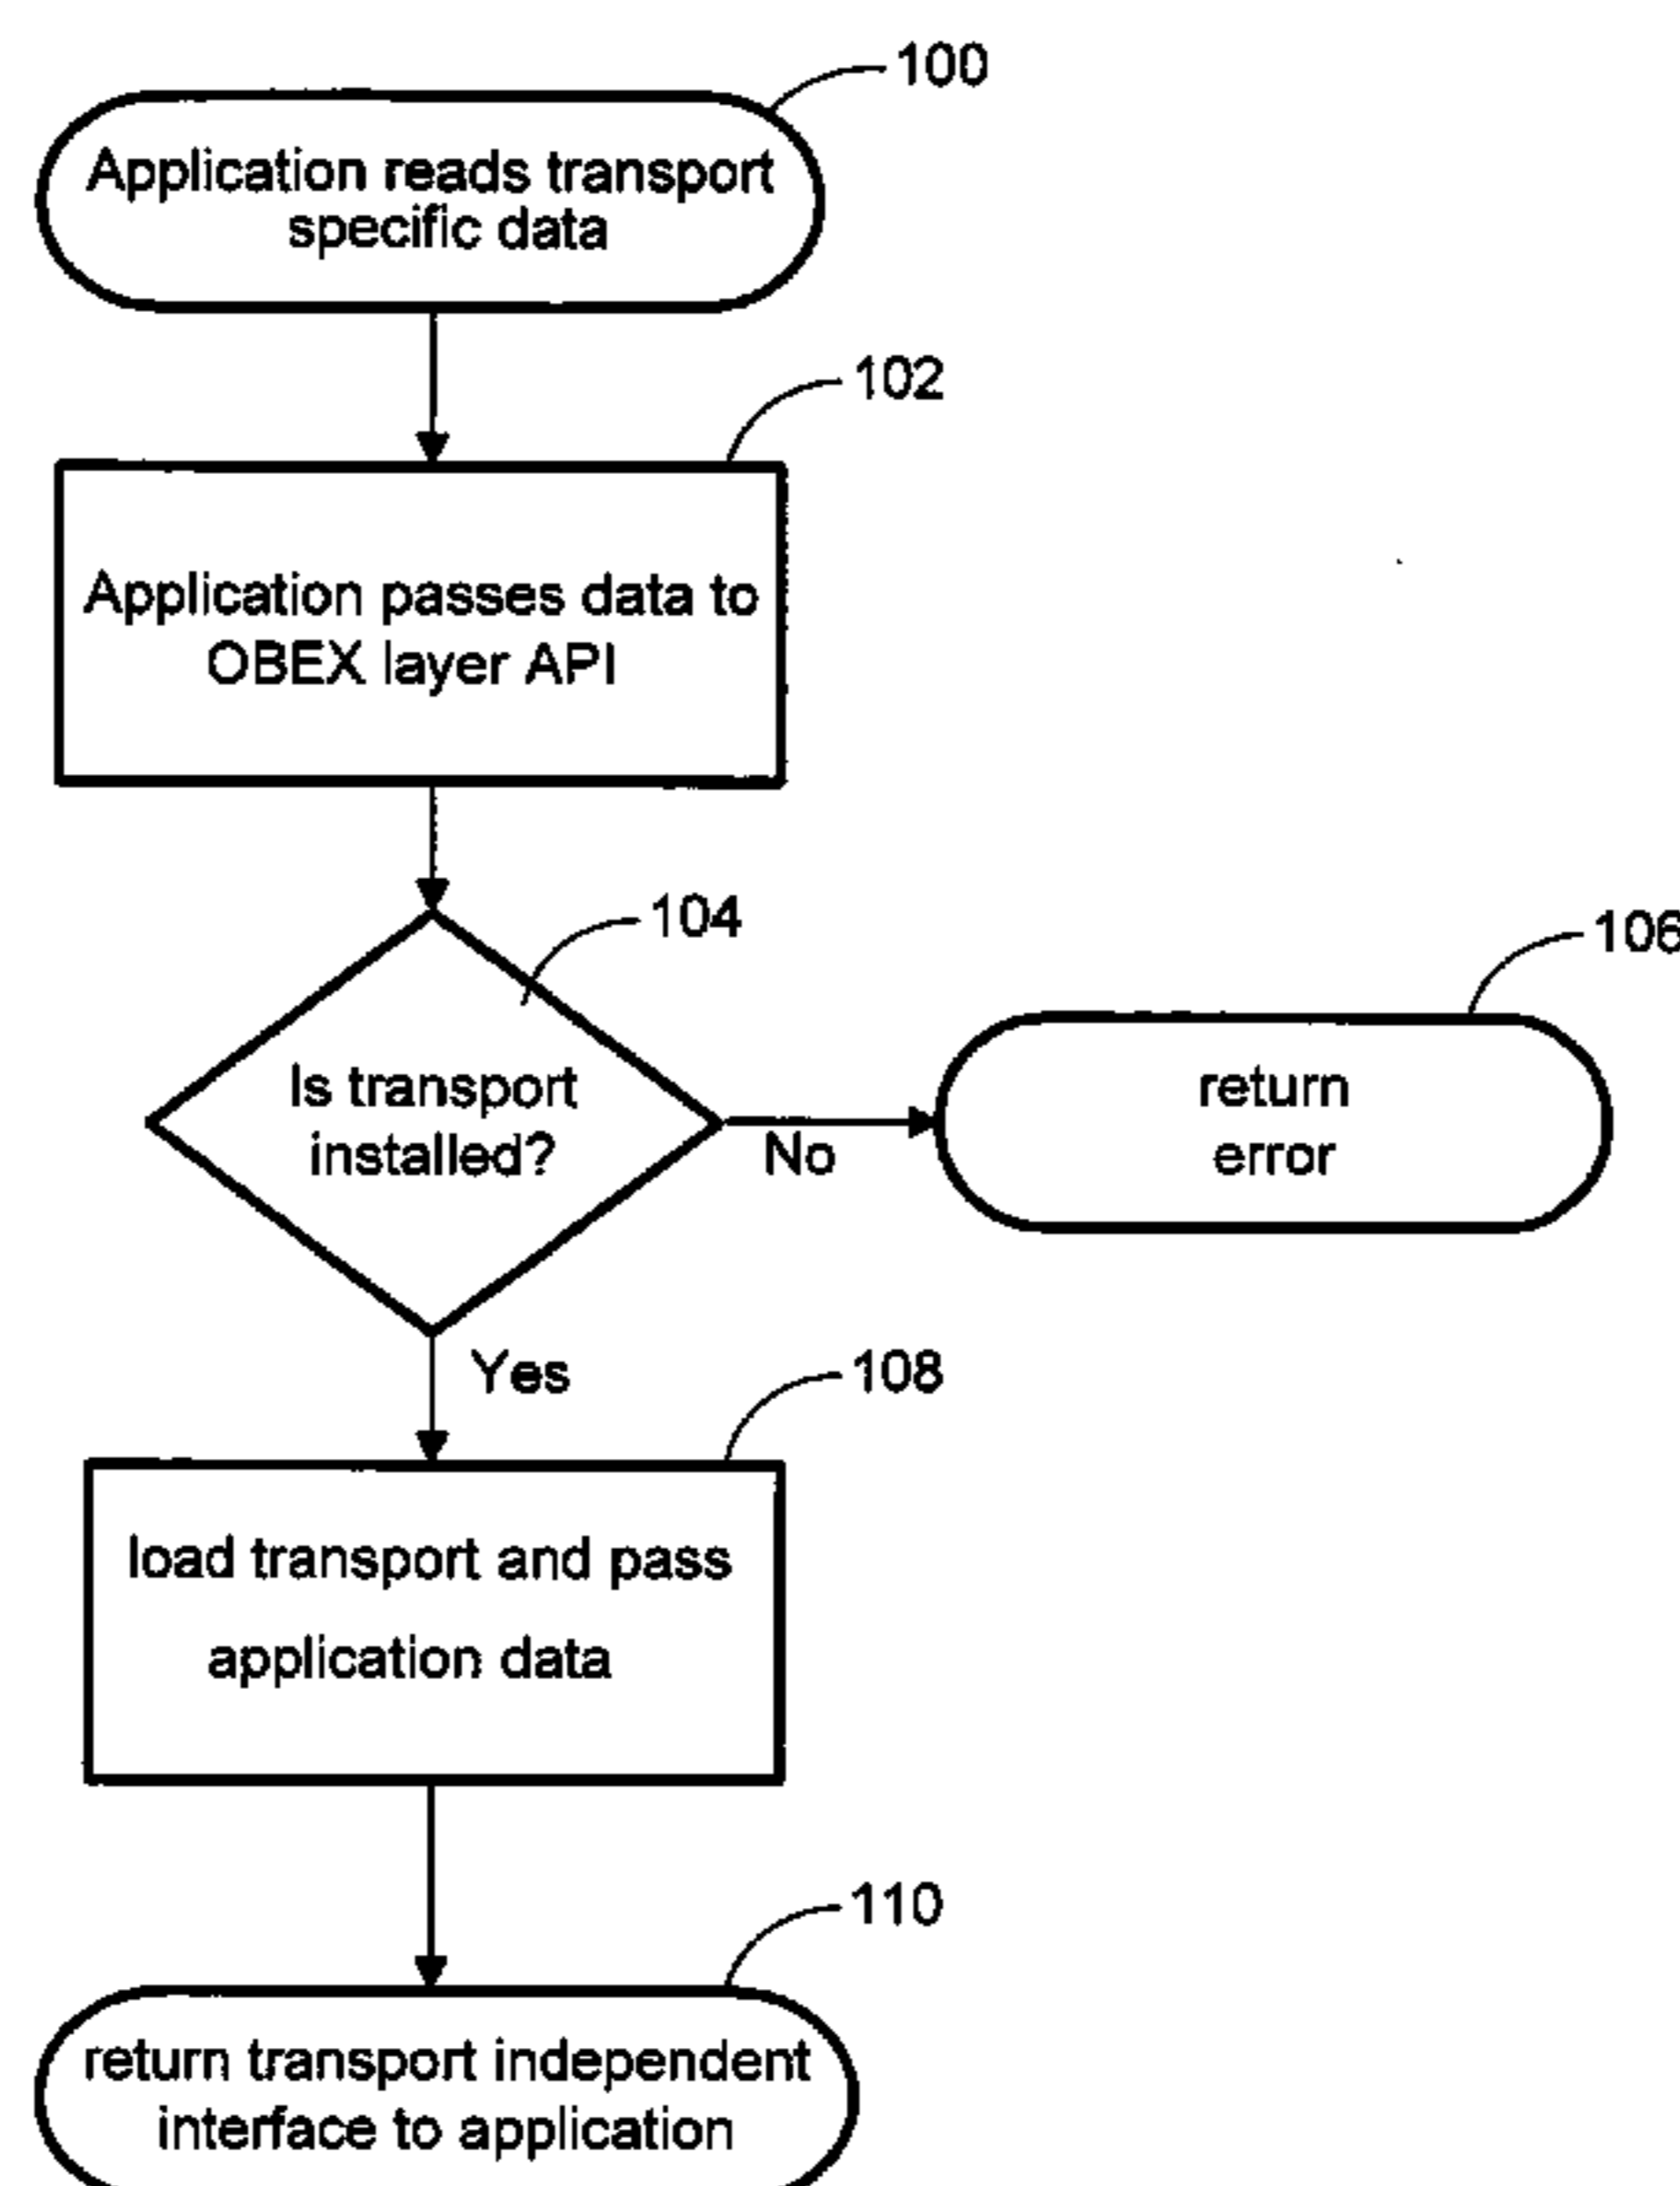 100
Application reads transport
specific data
102
Application passes data to
OBEX layer API
104
Is transport
installed?
No
106
return
error
Yes
108
load transport and pass
application data
110
return transport independent
interface to application